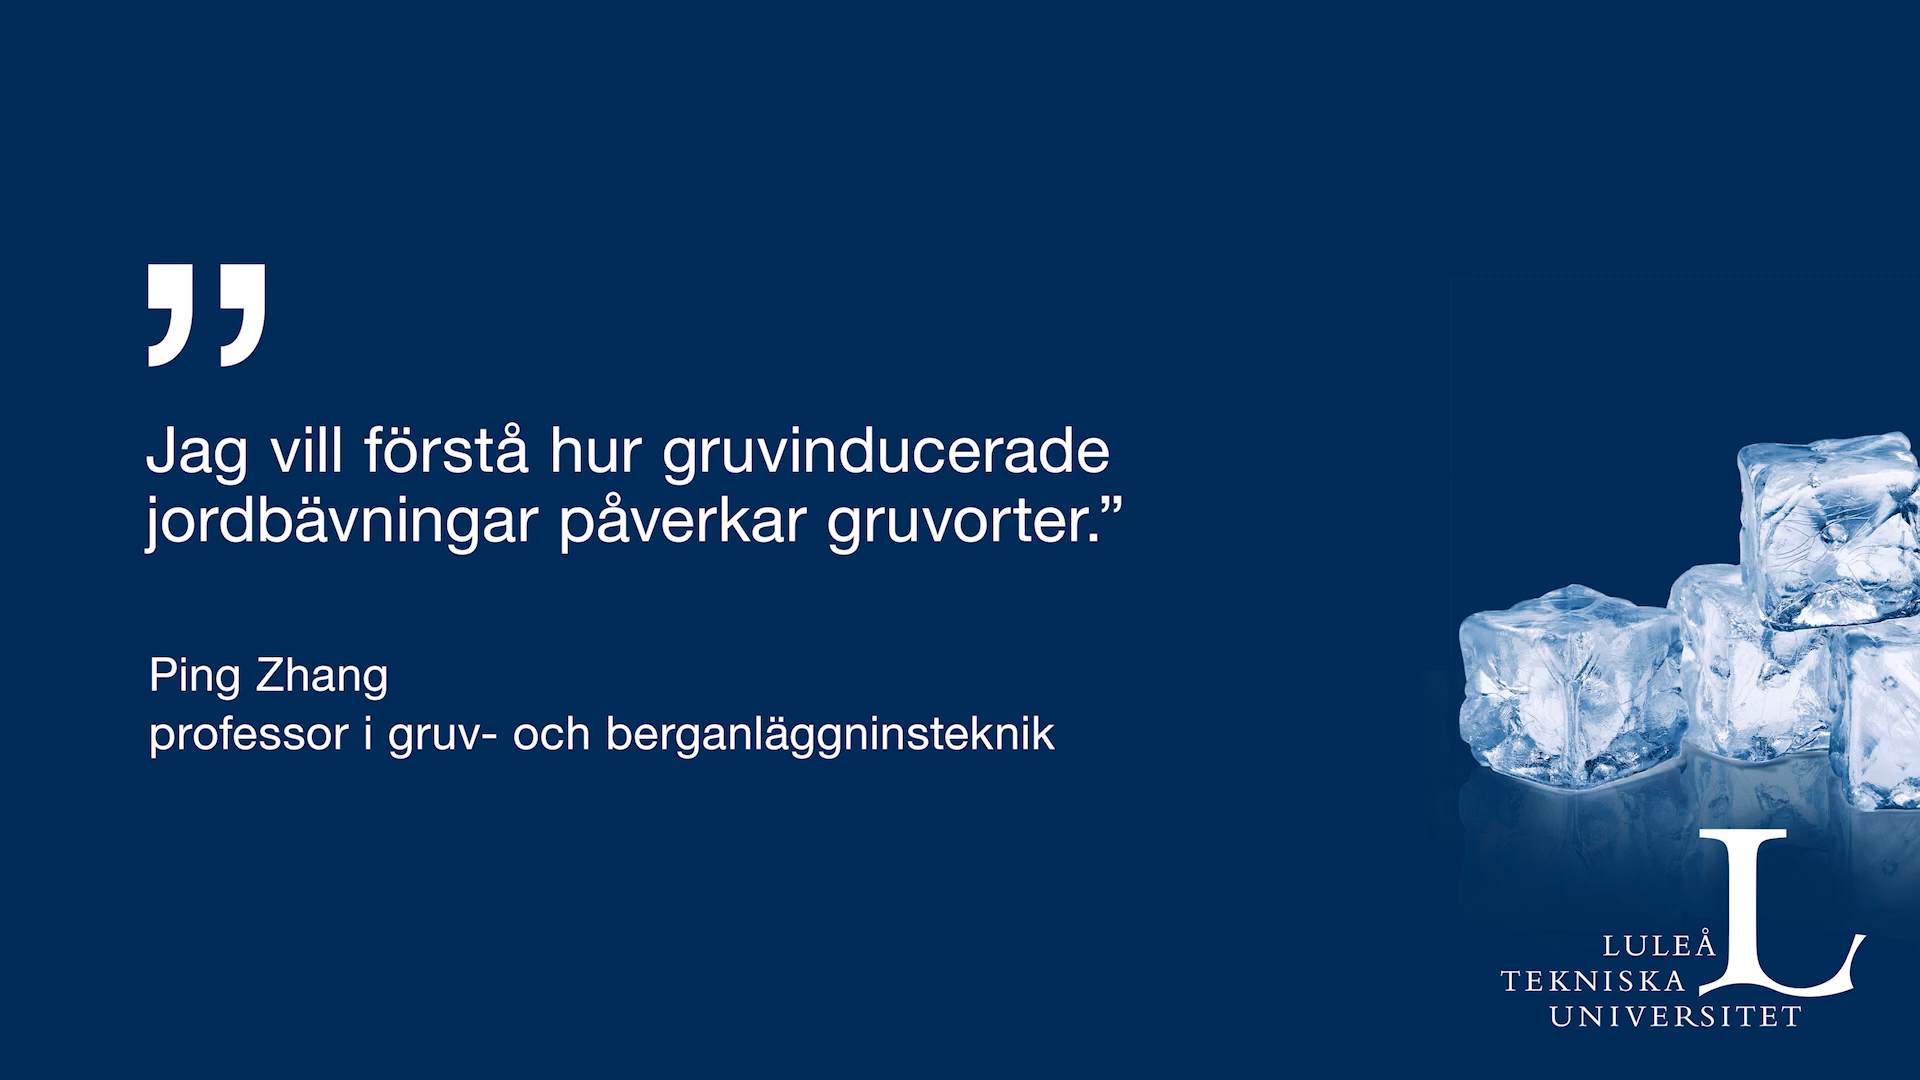 ”
Jag vill förstå hur gruvinducerade
jordbävningar påverkar gruvorter.”
Ping Zhang
professor i gruv- och berganläggninsteknik
L
LULEÅ
TEKNISKA
UNIVERSITET